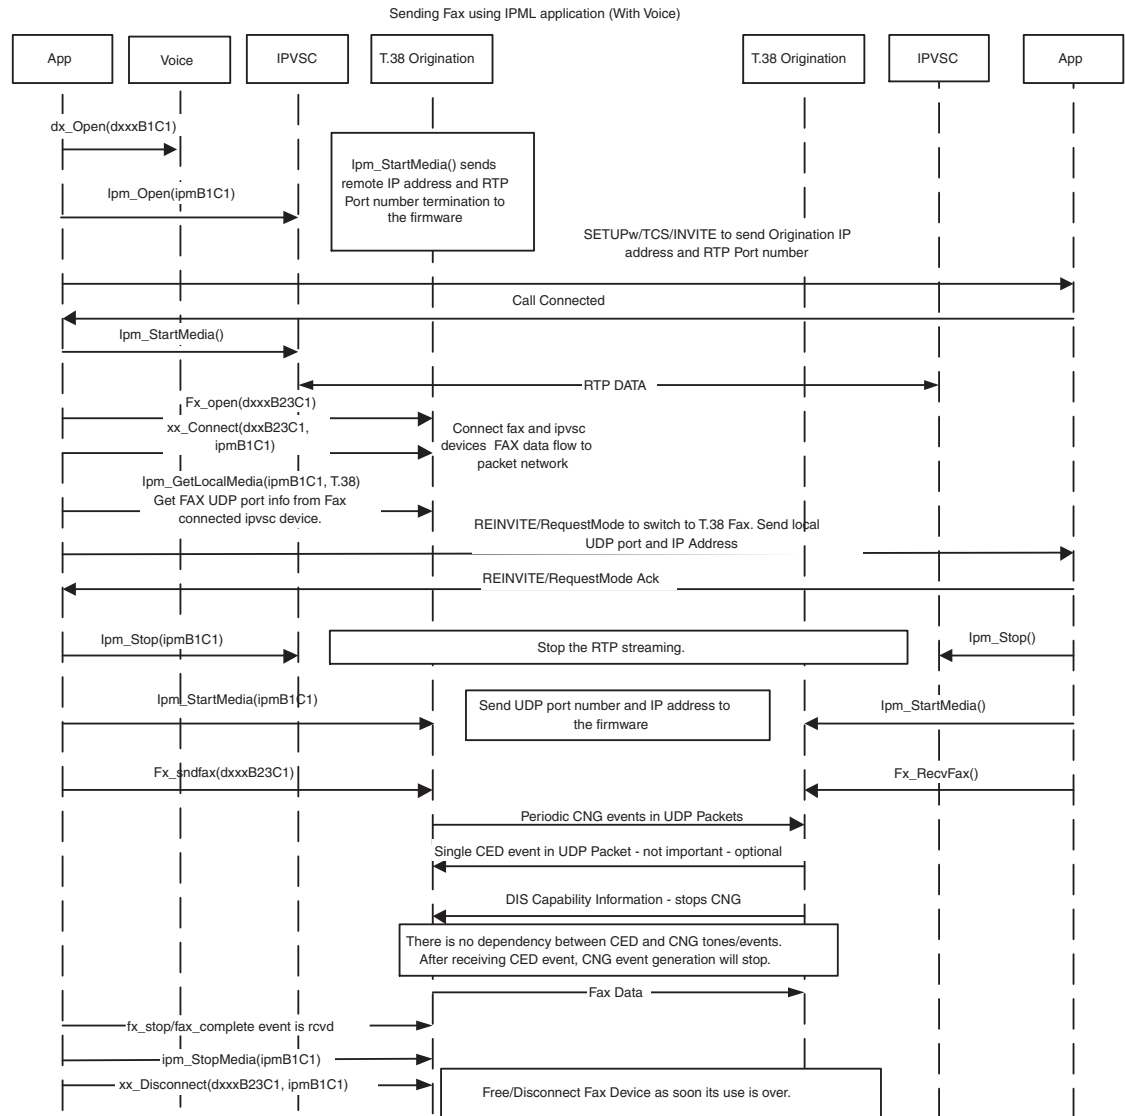 Sending Fax using IPML application (With Voice)
App
Voice
IPVSC
T.38 Origination
T.38 Origination
IPVSC
App
dx_Open(dxxxB1C1)
Ipm_StartMedia() sends
remote IP address and RTP
Port number termination to
the firmware
Ipm_Open(ipmB1C1)
SETUPw/TCS/INVITE to send Origination IP
address and RTP Port number
Call Connected
Ipm_StartMedia()
RTP DATA
Fx_open(dxxxB23C1)
xx_Connect(dxxB23C1,
ipmB1C1)
Connect fax and ipvsc
devices  FAX data flow to
packet network
Ipm_GetLocalMedia(ipmB1C1, T.38)
Get FAX UDP port info from Fax
connected ipvsc device.
REINVITE/RequestMode to switch to T.38 Fax. Send local
UDP port and IP Address
REINVITE/RequestMode Ack
Ipm_Stop(ipmB1C1)
Stop the RTP streaming.
Ipm_Stop()
Ipm_StartMedia(ipmB1C1)
Send UDP port number and IP address to
the firmware
Ipm_StartMedia()
Fx_sndfax(dxxxB23C1)
Fx_RecvFax()
Periodic CNG events in UDP Packets
Single CED event in UDP Packet - not important - optional
DIS Capability Information - stops CNG
There is no dependency between CED and CNG tones/events.
After receiving CED event, CNG event generation will stop.
Fax Data
fx_stop/fax_complete event is rcvd
ipm_StopMedia(ipmB1C1)
xx_Disconnect(dxxxB23C1, ipmB1C1)
Free/Disconnect Fax Device as soon its use is over.